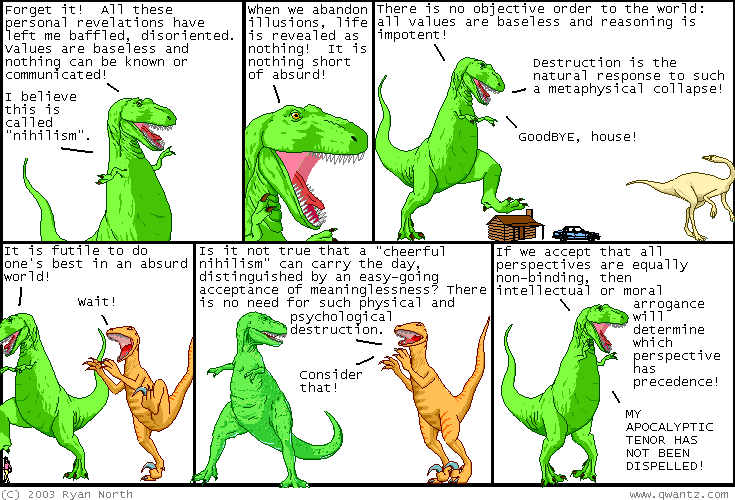 Forget it!  All these
personal revelations have
left me baffled, disoriented.
Values are baseless and
nothing can be known or
communicated!
I believe
this is
called
"nihilism".
When we abandon
illusions, life
is revealed as
nothing!  It is
nothing short
of absurd!
There is no objective order to the world:
all values are baseless and reasoning is
impotent!
Destruction is the
natural response to such
a metaphysical collapse!
GoodBYE, house!
It is futile to do
one's best in an absurd
world!
Wait!
Is it not true that a "cheerful
nihilism" can carry the day,
distinguished by an easy-going
acceptance of meaninglessness? There
is no need for such physical and
psychological
destruction.
Consider
that!
If we accept that all
perspectives are equally
non-binding, then
intellectual or moral
arrogance
will
determine
which
perspective
has
precedence!
MY
APOCALYPTIC
TENOR HAS
NOT BEEN
DISPELLED!
(C) 2003 Ryan North
www.qwantz.com